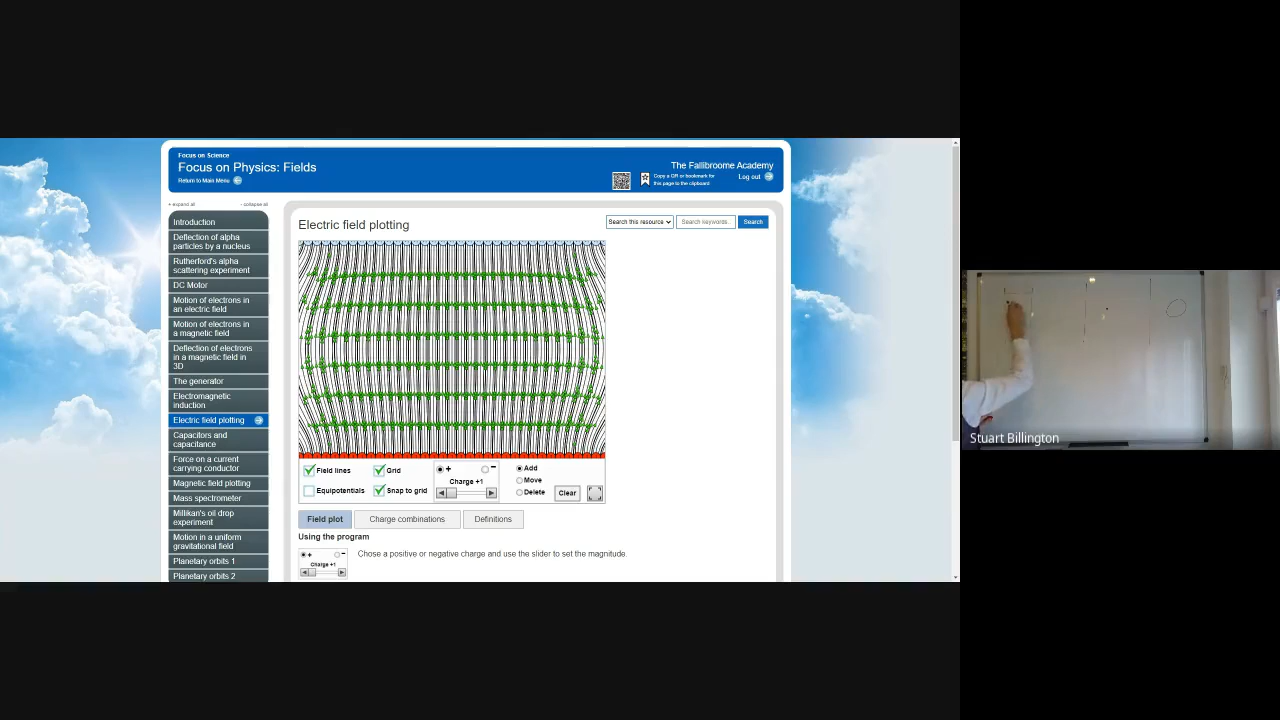 Focus on Science
Focus on Physics: Fields
Return to Main Menu
The Fallibroome Academy
Copy a QR or bookmark for
this page to the clipboard
Log out
+ expand all
- collapse all
Introduction
Deflection of alpha
particles by a nucleus
Rutherford's alpha
scattering experiment
DC Motor
Motion of electrons in
an electric field
Motion of electrons in
a magnetic field
Deflection of electrons
in a magnetic field in
3D
The generator
Electromagnetic
induction
Electric field plotting
Capacitors and
capacitance
Force on a current
carrying conductor
Magnetic field plotting
Mass spectrometer
Millikan's oil drop
experiment
Motion in a uniform
gravitational field
Planetary orbits 1
Planetary orbits 2
Electric field plotting
Search this resource
Search keywords..
Search
Field lines
Grid
+
−
Add
Charge +1
Move
Equipotentials
Snap to grid
Delete
Clear
Field plot
Charge combinations
Definitions
Using the program
+
−
Charge +1
Chose a positive or negative charge and use the slider to set the magnitude.
Stuart Billington